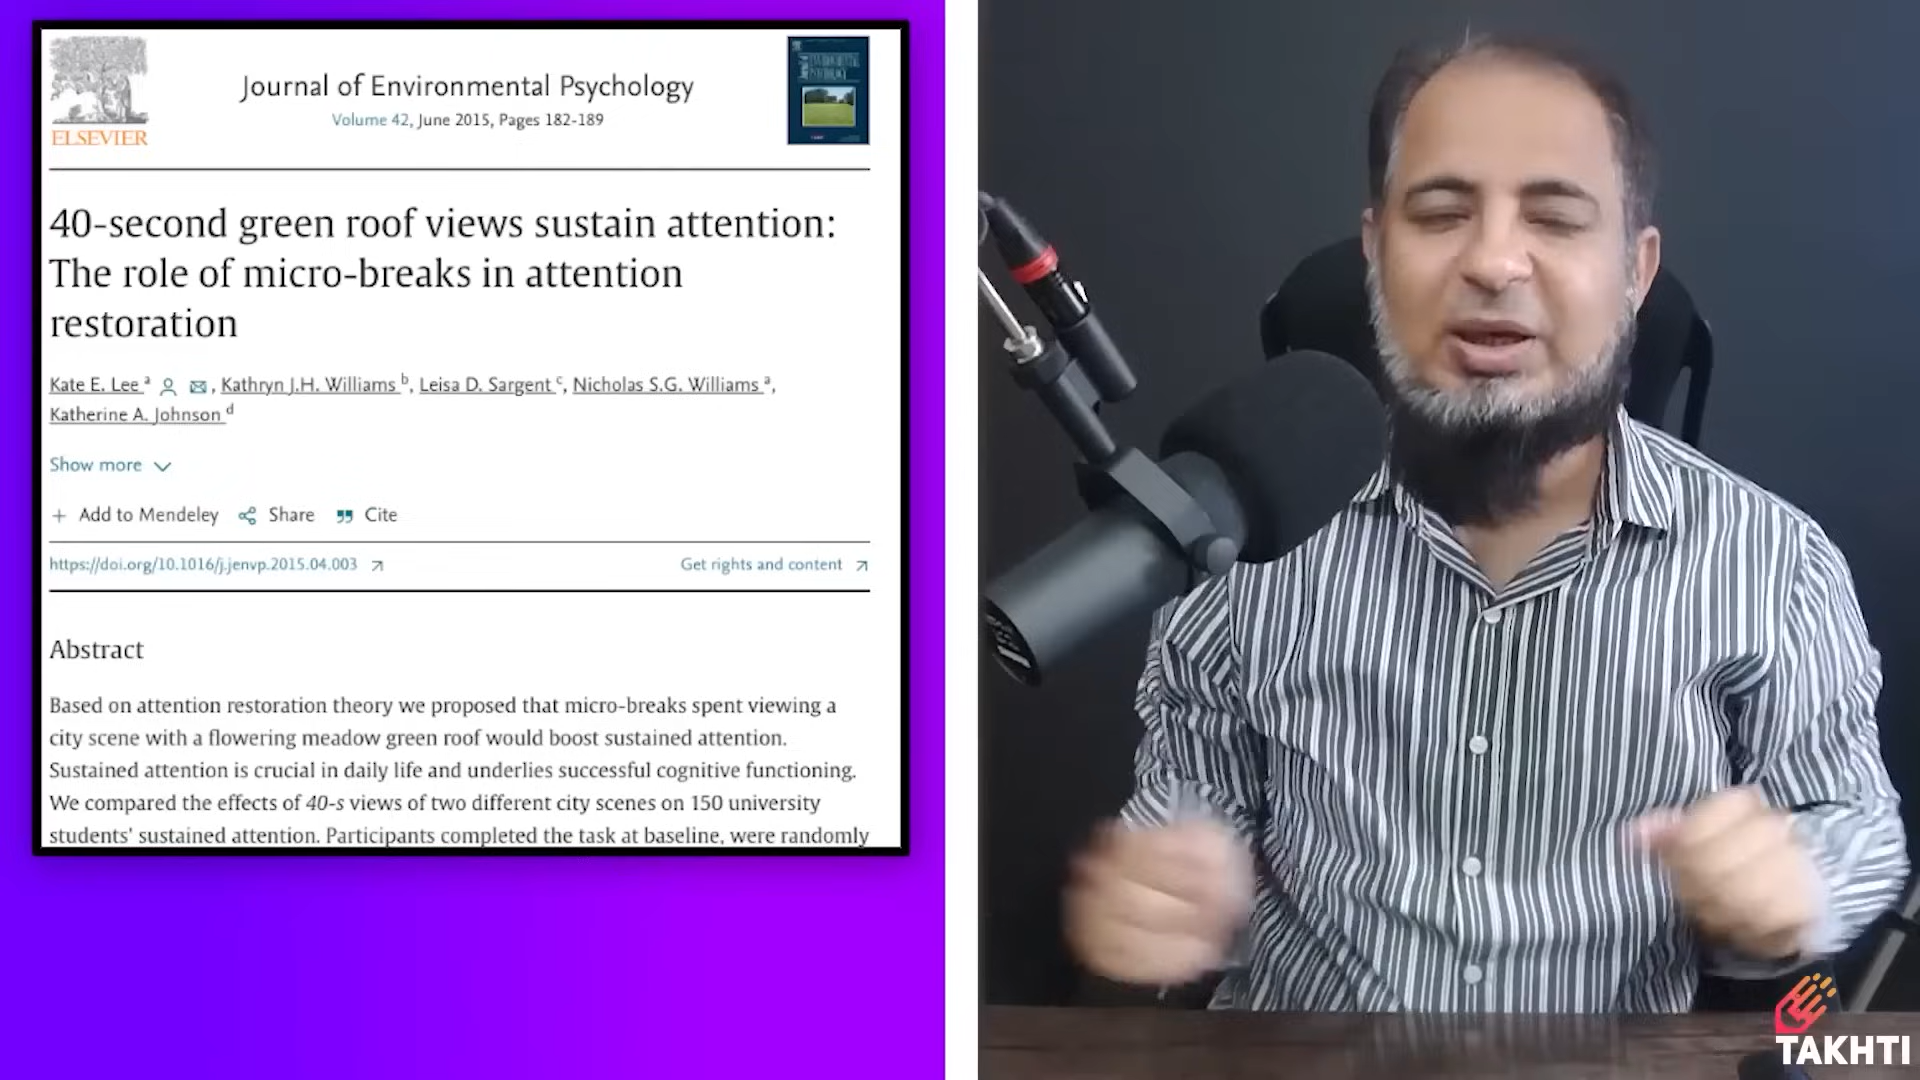 ELSEVIER
Journal of Environmental Psychology
Volume 42, June 2015, Pages 182-189
40-second green roof views sustain attention:
The role of micro-breaks in attention
restoration
Kate E. Lee a, Kathryn J.H. Williams b, Leisa D. Sargent c, Nicholas S.G. Williams a,
Katherine A. Johnson d
Show more
+ Add to Mendeley Share Cite
https://doi.org/10.1016/j.jenvp.2015.04.003 Get rights and content
Abstract
Based on attention restoration theory we proposed that micro-breaks spent viewing a
city scene with a flowering meadow green roof would boost sustained attention.
Sustained attention is crucial in daily life and underlies successful cognitive functioning.
We compared the effects of 40-s views of two different city scenes on 150 university
students' sustained attention. Participants completed the task at baseline, were randomly
TAKHTI